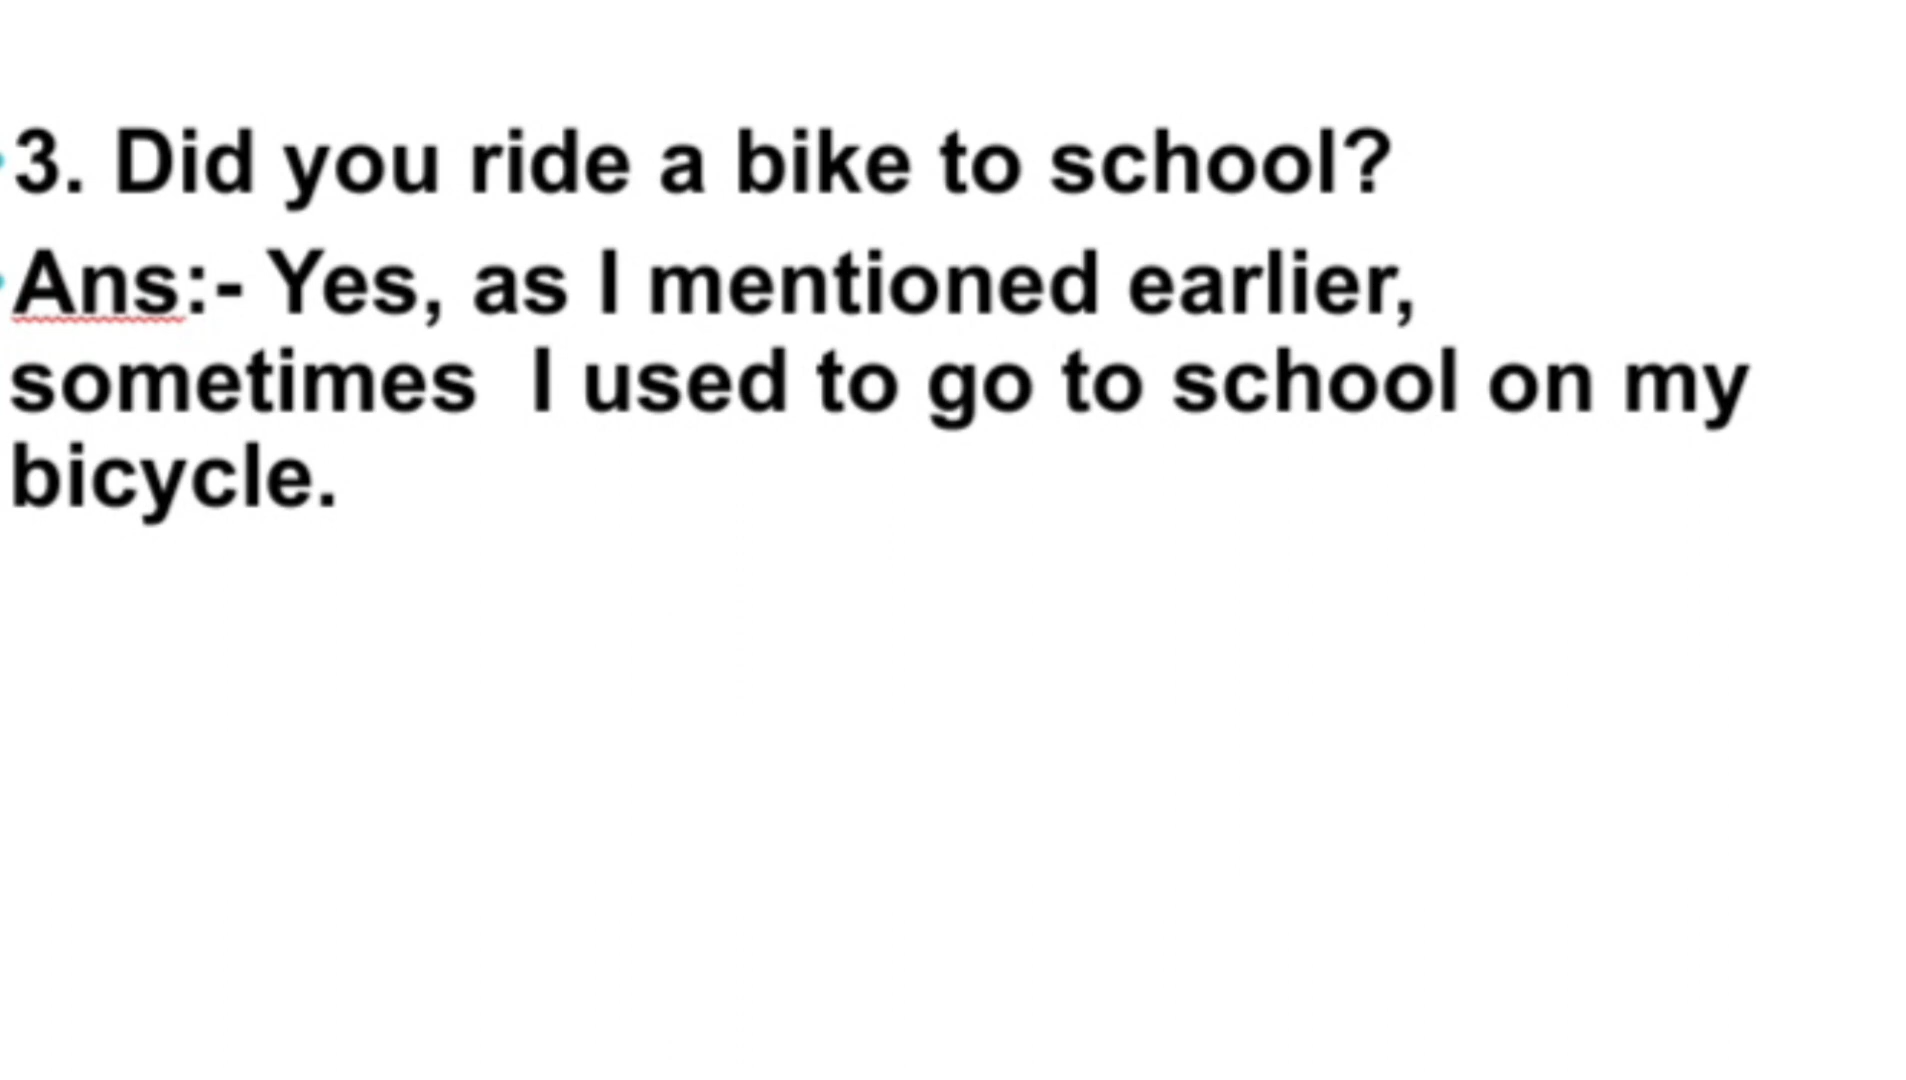 3. Did you ride a bike to school?
Ans:- Yes, as I mentioned earlier,
sometimes  I used to go to school on my
bicycle.